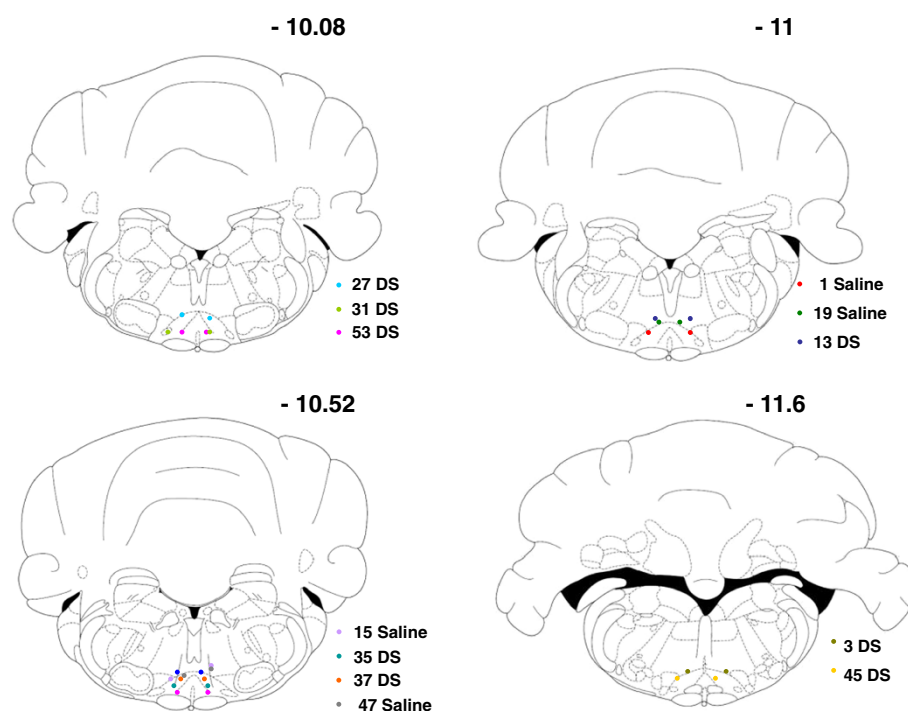 - 10.08
27 DS
31 DS
53 DS
- 11
1 Saline
19 Saline
13 DS
- 10.52
15 Saline
35 DS
37 DS
47 Saline
- 11.6
3 DS
45 DS